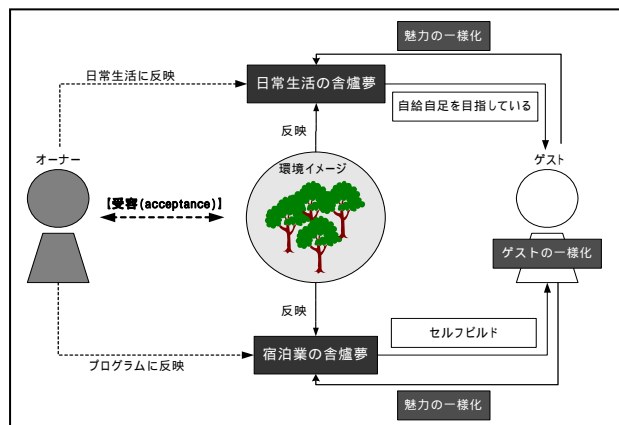 魅力の一様化
日常生活に反映
日常生活の舎爐夢
自給自足を目指している
反映
オーナー
環境イメージ
ゲスト
【受容(acceptance)】
ゲストの一様化
反映
セルフビルド
宿泊業の舎爐夢
プログラムに反映
魅力の一様化